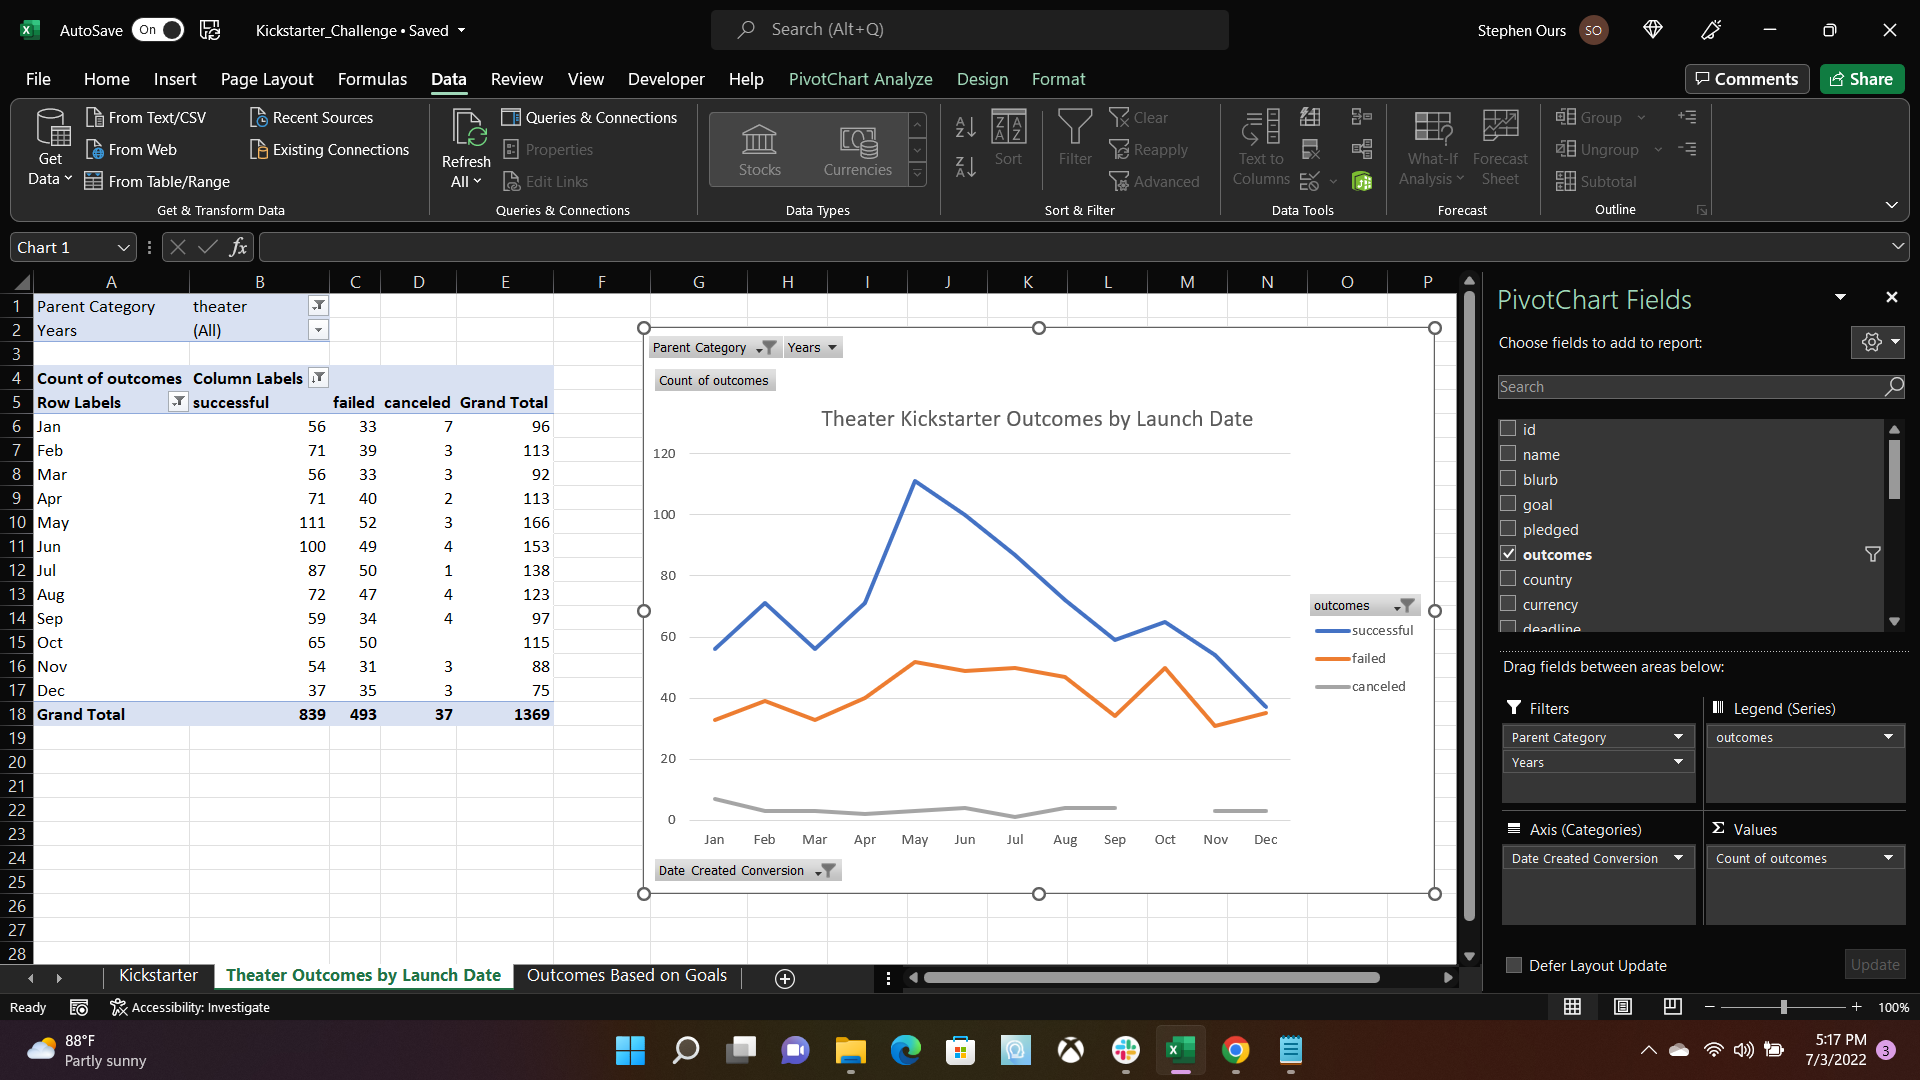 AutoSave On Kickstarter_Challenge • Saved Search (Alt+Q) Stephen Ours SO
File Home Insert Page Layout Formulas Data Review View Developer Help PivotChart Analyze Design Format Comments Share
Get Data
From Text/CSV
From Web
From Table/Range
Recent Sources
Existing Connections
Get & Transform Data
Refresh All
Queries & Connections
Properties
Edit Links
Queries & Connections
Stocks Currencies
Data Types
Sort
Filter
Clear
Reapply
Advanced
Sort & Filter
Text to Columns
Data Tools
What-If Analysis
Forecast Sheet
Forecast
Group
Ungroup
Subtotal
Outline
Chart 1 fx
A B C D E F G H I J K L M N O P
1 Parent Category theater
2 Years (All)
3
4 Count of outcomes Column Labels
5 Row Labels successful failed canceled Grand Total
6 Jan 56 33 7 96
7 Feb 71 39 3 113
8 Mar 56 33 3 92
9 Apr 71 40 2 113
10 May 111 52 3 166
11 Jun 100 49 4 153
12 Jul 87 50 1 138
13 Aug 72 47 4 123
14 Sep 59 34 4 97
15 Oct 65 50 115
16 Nov 54 31 3 88
17 Dec 37 35 3 75
18 Grand Total 839 493 37 1369
19
20
21
22
23
24
25
26
27
28
Parent Category Years
Count of outcomes
Theater Kickstarter Outcomes by Launch Date
120
100
80
60
40
20
0
Jan Feb Mar Apr May Jun Jul Aug Sep Oct Nov Dec
outcomes
successful
failed
canceled
Date Created Conversion
PivotChart Fields
Choose fields to add to report:
Search
id
name
blurb
goal
pledged
outcomes
country
currency
deadline
Drag fields between areas below:
Filters
Parent Category
Years
Legend (Series)
outcomes
Axis (Categories)
Date Created Conversion
Values
Count of outcomes
Defer Layout Update Update
Kickstarter Theater Outcomes by Launch Date Outcomes Based on Goals
Ready Accessibility: Investigate 100%
88°F
Partly sunny
5:17 PM
7/3/2022
3